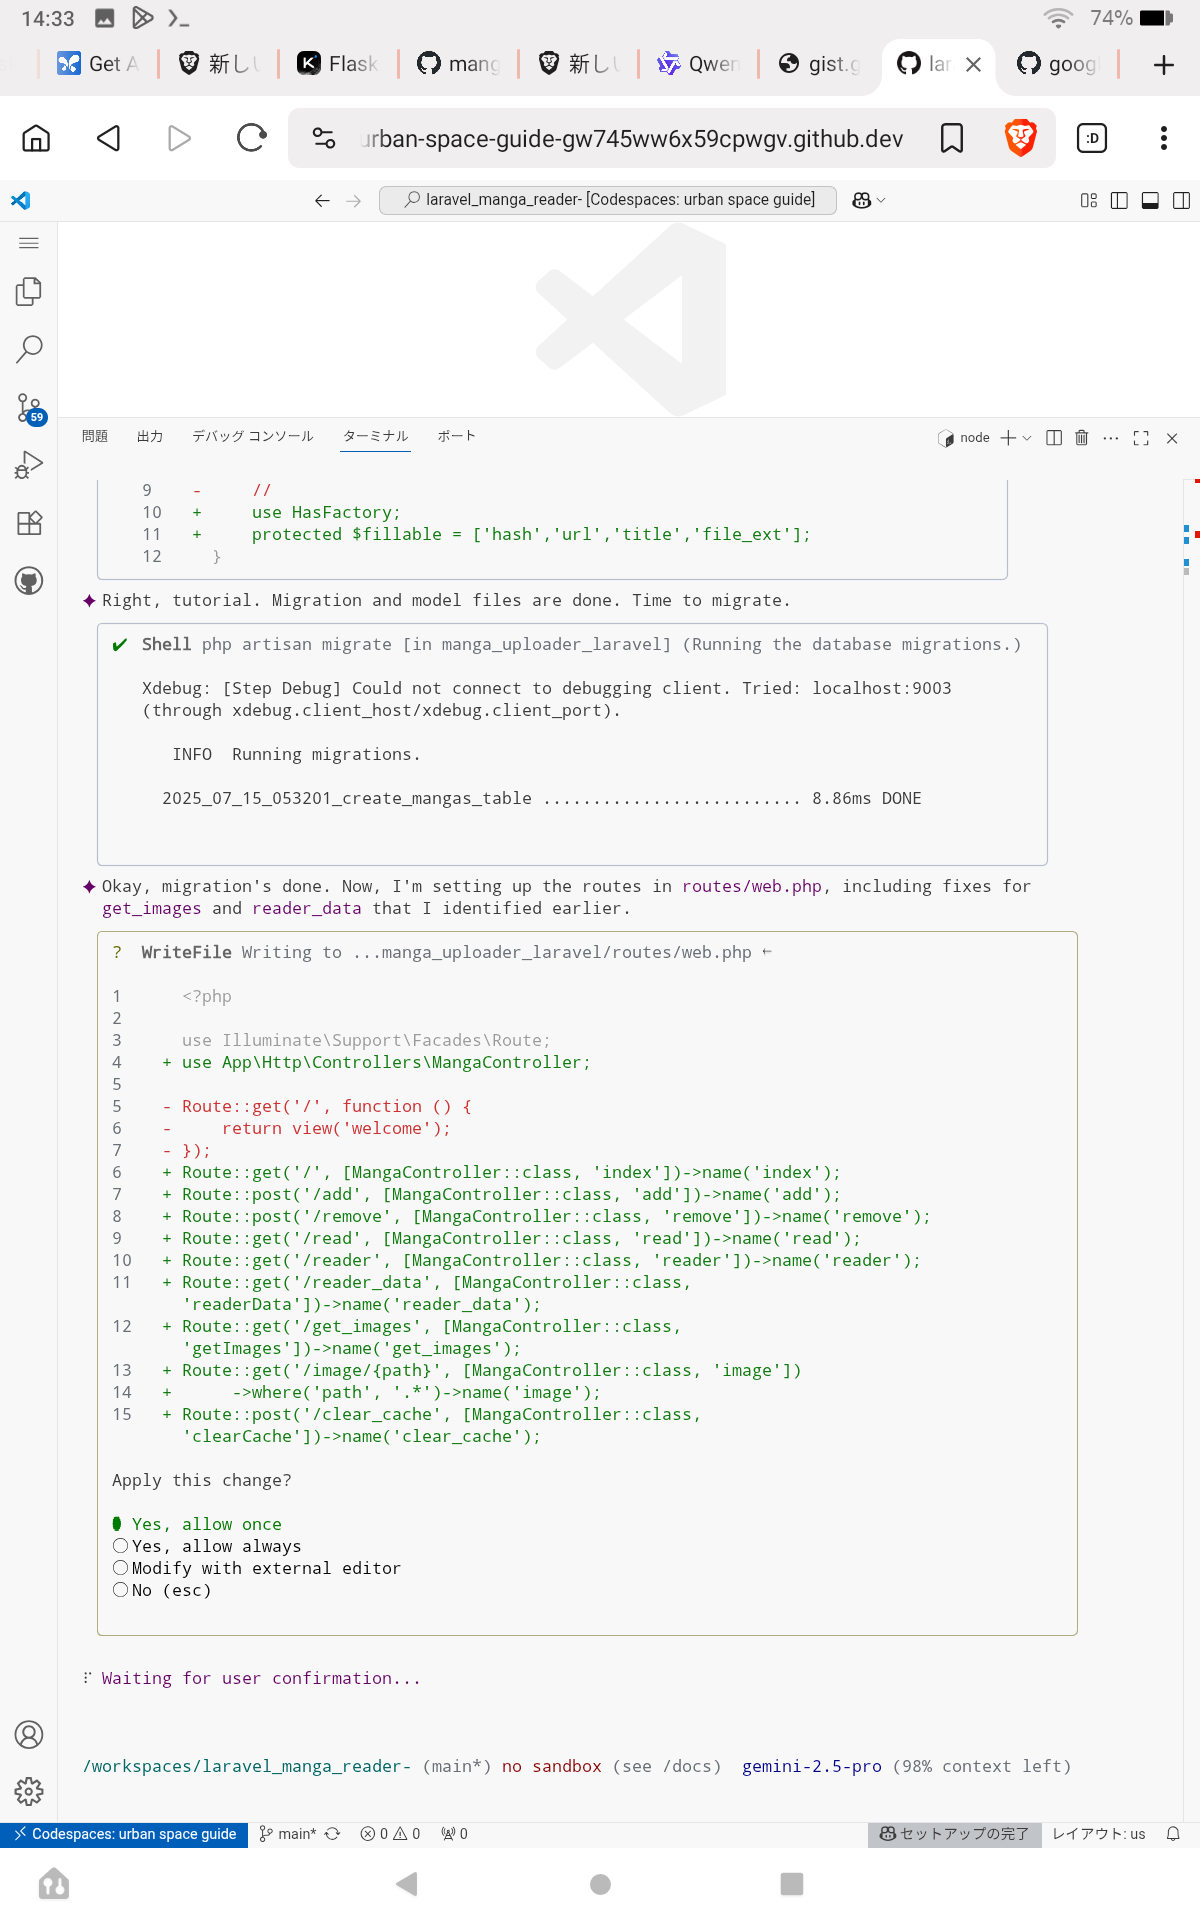 14:33
74%
Get A
新しい
Flask
mang
新しい
Qwen
gist.g
lar
goog
urban-space-guide-gw745ww6x59cpwgv.github.dev
:D
laravel_manga_reader- [Codespaces: urban space guide]
59
問題 出力 デバッグ コンソール ターミナル ポート
node
9 - //
10 + use HasFactory;
11 + protected $fillable = ['hash','url','title','file_ext'];
12 }
✦ Right, tutorial. Migration and model files are done. Time to migrate.
✔ Shell php artisan migrate [in manga_uploader_laravel] (Running the database migrations.)
Xdebug: [Step Debug] Could not connect to debugging client. Tried: localhost:9003
(through xdebug.client_host/xdebug.client_port).
INFO Running migrations.
2025_07_15_053201_create_mangas_table .......................... 8.86ms DONE
✦ Okay, migration's done. Now, I'm setting up the routes in routes/web.php, including fixes for
get_images and reader_data that I identified earlier.
? WriteFile Writing to ...manga_uploader_laravel/routes/web.php ←
1 <?php
2
3 use Illuminate\Support\Facades\Route;
4 + use App\Http\Controllers\MangaController;
5
5 - Route::get('/', function () {
6 - return view('welcome');
7 - });
6 + Route::get('/', [MangaController::class, 'index'])->name('index');
7 + Route::post('/add', [MangaController::class, 'add'])->name('add');
8 + Route::post('/remove', [MangaController::class, 'remove'])->name('remove');
9 + Route::get('/read', [MangaController::class, 'read'])->name('read');
10 + Route::get('/reader', [MangaController::class, 'reader'])->name('reader');
11 + Route::get('/reader_data', [MangaController::class,
'readerData'])->name('reader_data');
12 + Route::get('/get_images', [MangaController::class,
'getImages'])->name('get_images');
13 + Route::get('/image/{path}', [MangaController::class, 'image'])
14 + ->where('path', '.*')->name('image');
15 + Route::post('/clear_cache', [MangaController::class,
'clearCache'])->name('clear_cache');
Apply this change?
Yes, allow once
Yes, allow always
Modify with external editor
No (esc)
Waiting for user confirmation...
/workspaces/laravel_manga_reader- (main*) no sandbox (see /docs) gemini-2.5-pro (98% context left)
Codespaces: urban space guide main* 0 0 0 セットアップの完了 レイアウト: us